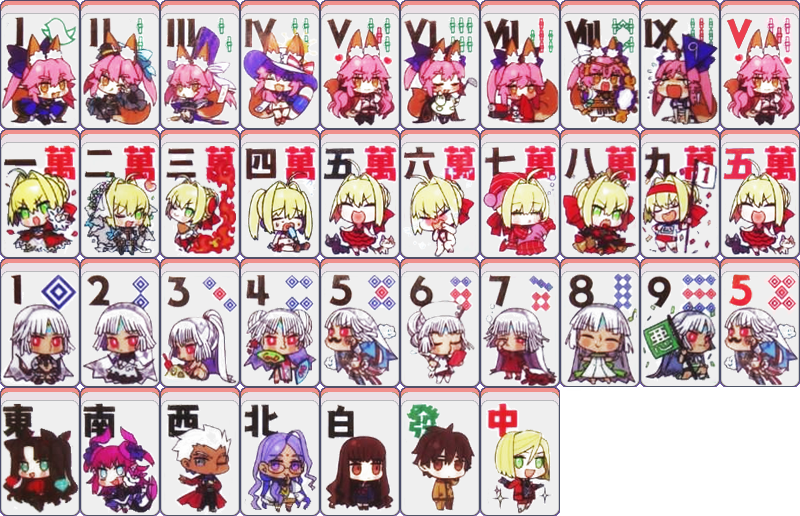 I II III IV V VI VII VIII IX V
一萬 二萬 三萬 四萬 五萬 六萬 七萬 八萬 九萬 1 五萬
1 2 3 4 5 6 7 8 9 惡 5
東 南 西 北 白 發 中